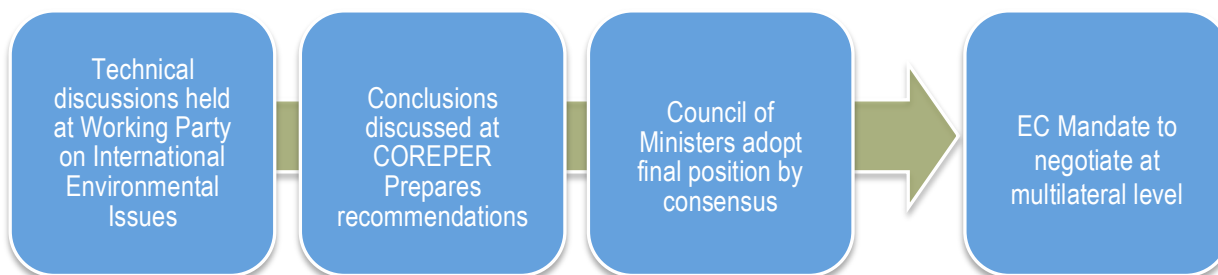 Technical
discussions held
at Working Party
on International
Environmental
Issues
Conclusions
discussed at
COREPER
Prepares
recommendations
Council of
Ministers adopt
final position by
consensus
EC Mandate to
negotiate at
multilateral level